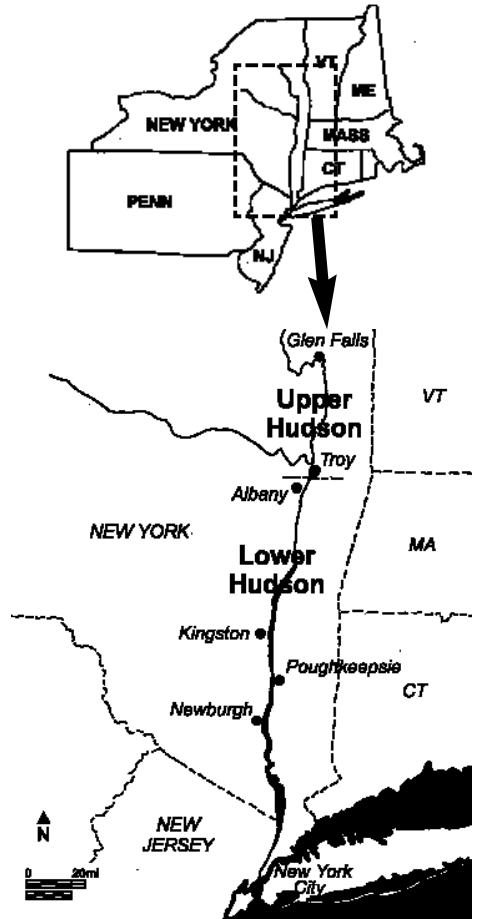 VT
ME
NEW YORK
MASS
CT
PENN
NJ
Glen Falls
Upper
Hudson
VT
Troy
Albany
NEW YORK
MA
Lower
Hudson
Kingston
Poughkeepsie
CT
Newburgh
N
NEW
JERSEY
0 20mi
New York
City